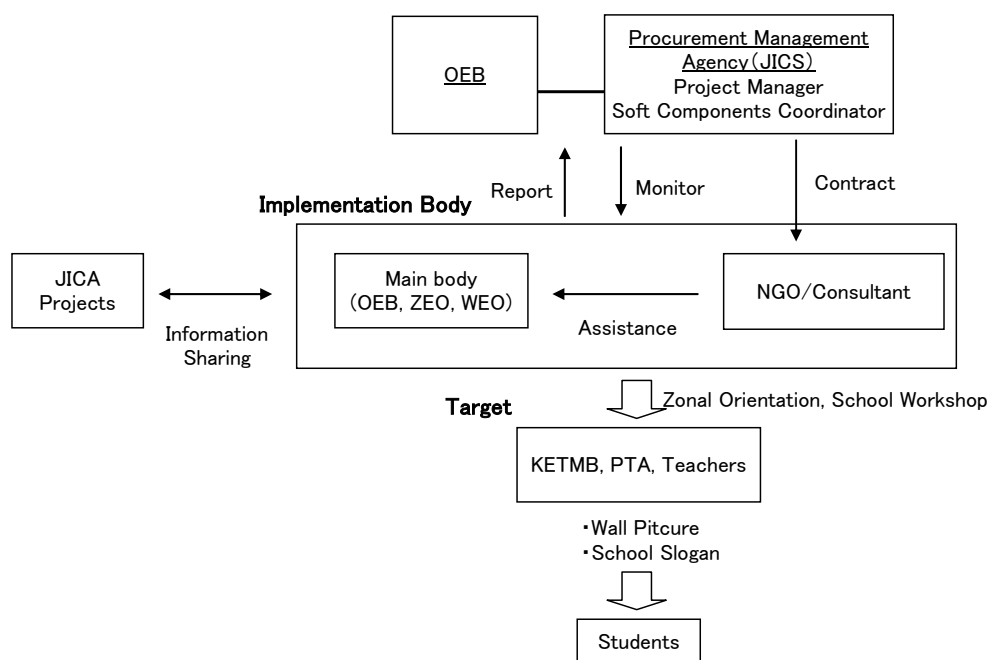 OEB
Procurement Management
Agency(JICS)
Project Manager
Soft Components Coordinator
Report
Monitor
Contract
Implementation Body
JICA
Projects
Information
Sharing
Main body
(OEB, ZEO, WEO)
Assistance
NGO/Consultant
Target
Zonal Orientation, School Workshop
KETMB, PTA, Teachers
・Wall Pitcure
・School Slogan
Students